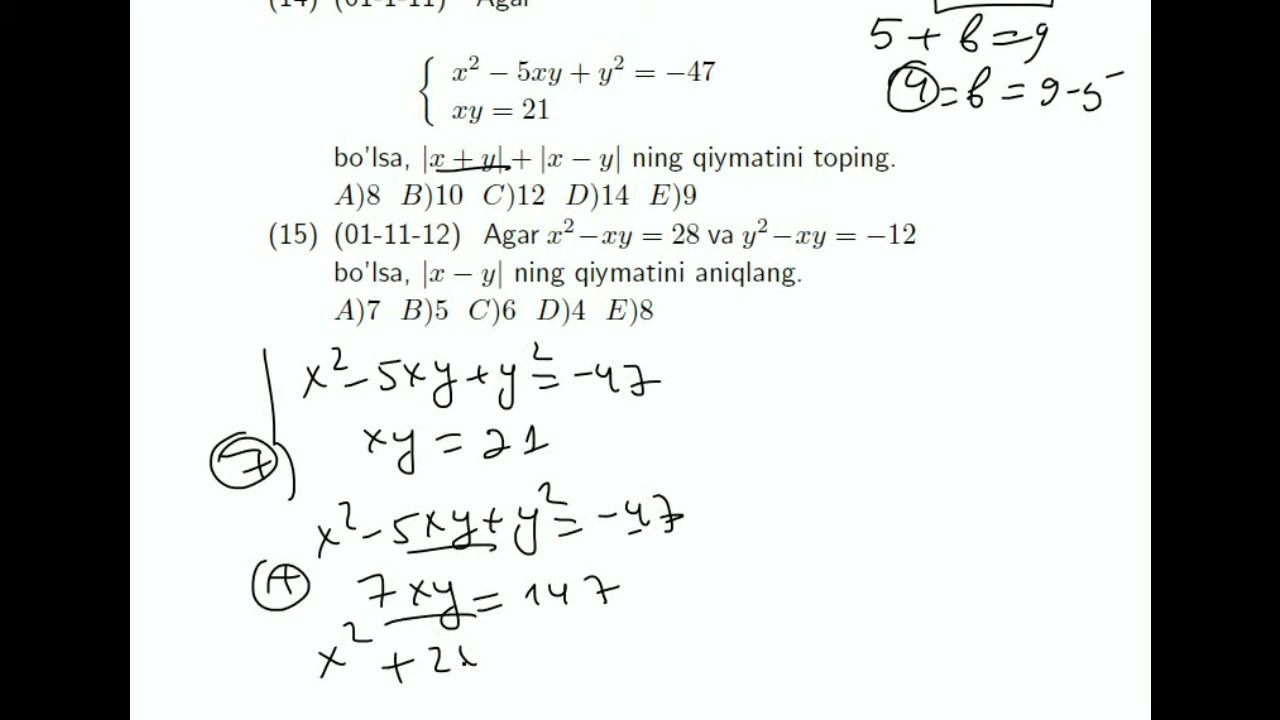 (14) (01-1-11) Agar
{ x² − 5xy + y² = −47
xy = 21
bo'lsa, |x + y| + |x − y| ning qiymatini toping.
A)8 B)10 C)12 D)14 E)9
(15) (01-11-12) Agar x²−xy = 28 va y²−xy = −12
bo'lsa, |x − y| ning qiymatini aniqlang.
A)7 B)5 C)6 D)4 E)8
5 + b = 9
4 = b = 9-5
x² - 5xy + y² = -47
7) xy = 21
x² - 5xy + y² = -47
(+) 7xy = 147
x² + 2x